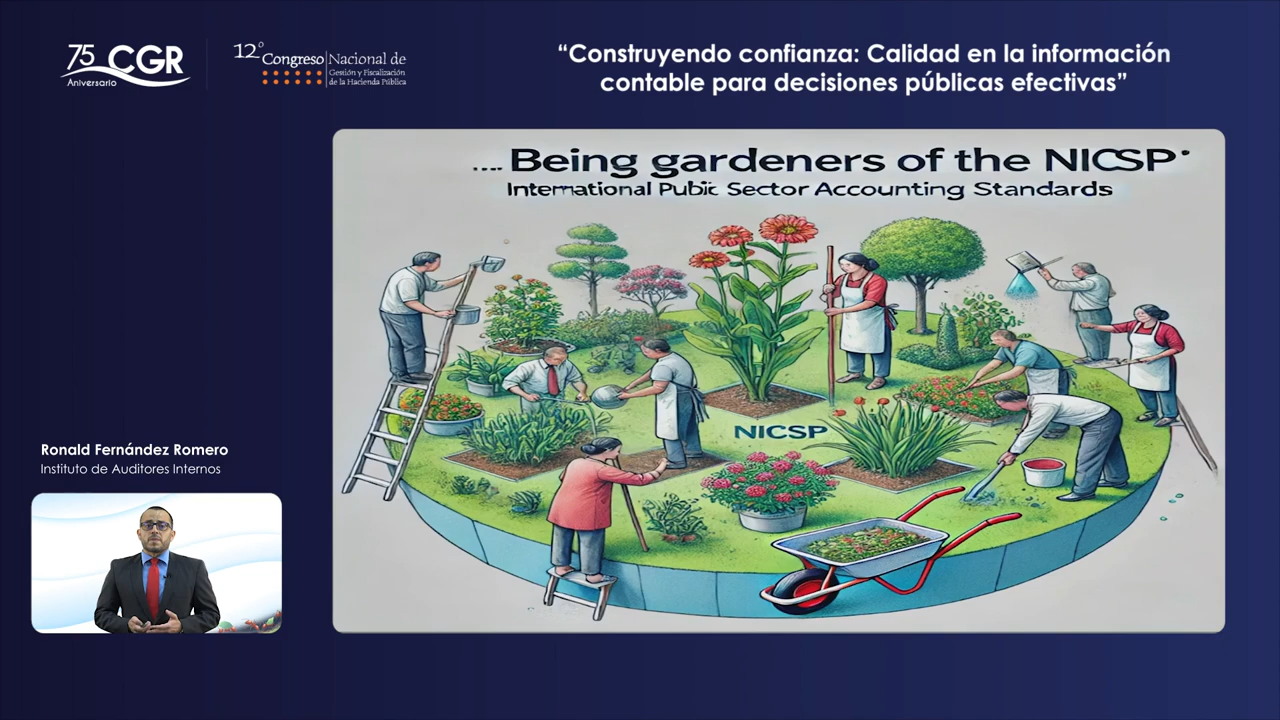 75 CGR
Aniversario
12° Congreso Nacional de
Gestión y Fiscalización
de la Hacienda Pública
“Construyendo confianza: Calidad en la información
contable para decisiones públicas efectivas”
.... Being gardeners of the NICSP
International Public Sector Accounting Standards
NICSP
Ronald Fernández Romero
Instituto de Auditores Internos